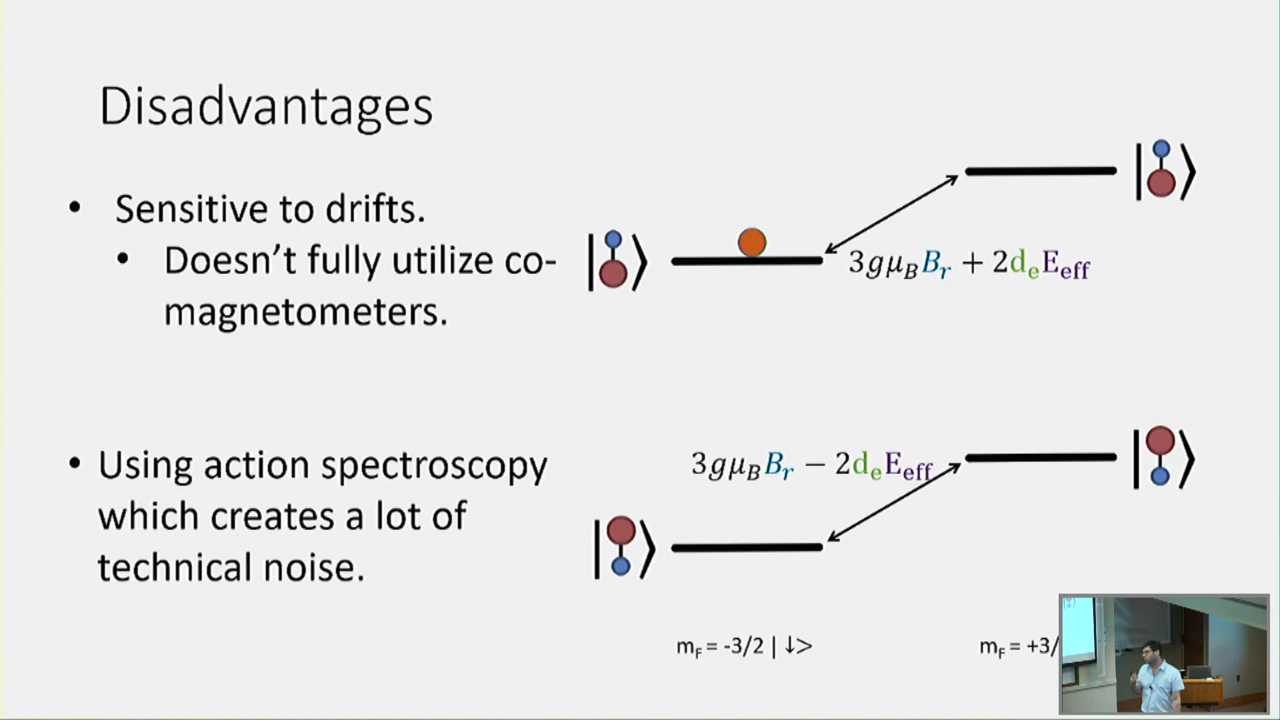 Disadvantages
• Sensitive to drifts.
• Doesn’t fully utilize co-
magnetometers.
3gμ_B B_r + 2d_e E_eff
• Using action spectroscopy
which creates a lot of
technical noise.
3gμ_B B_r − 2d_e E_eff
m_F = -3/2 | ↓>
m_F = +3/